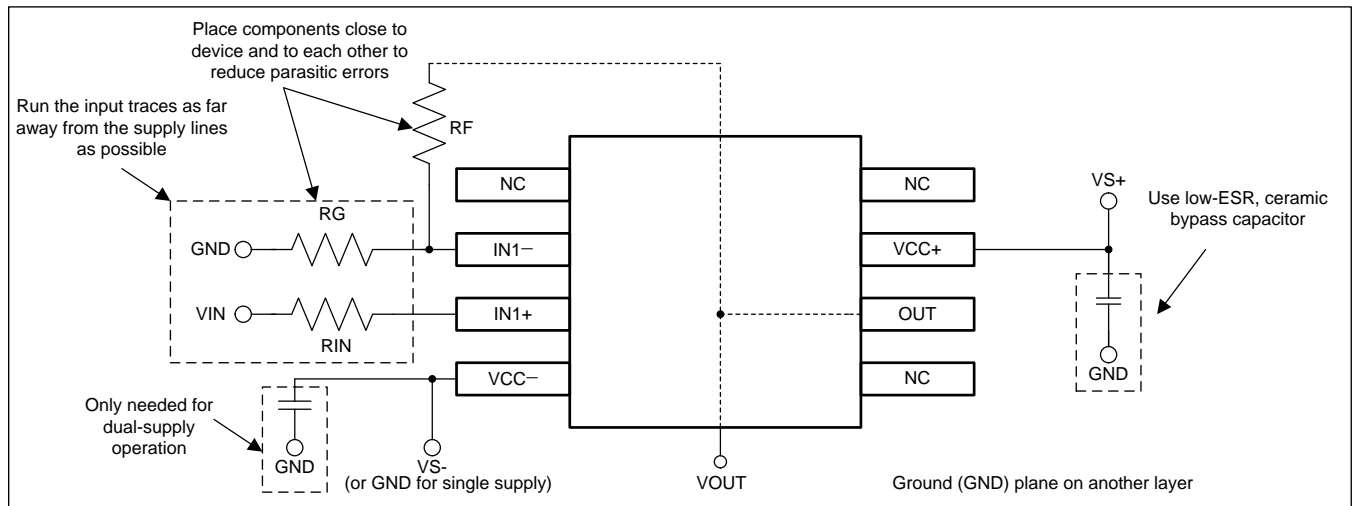 Place components close to
device and to each other to
reduce parasitic errors
Run the input traces as far
away from the supply lines
as possible
RF
NC
NC
VS+
Use low-ESR, ceramic
bypass capacitor
RG
GND
IN1−
VCC+
VIN
IN1+
OUT
RIN
VCC−
NC
GND
Only needed for
dual-supply
operation
GND
VS-
(or GND for single supply)
VOUT
Ground (GND) plane on another layer